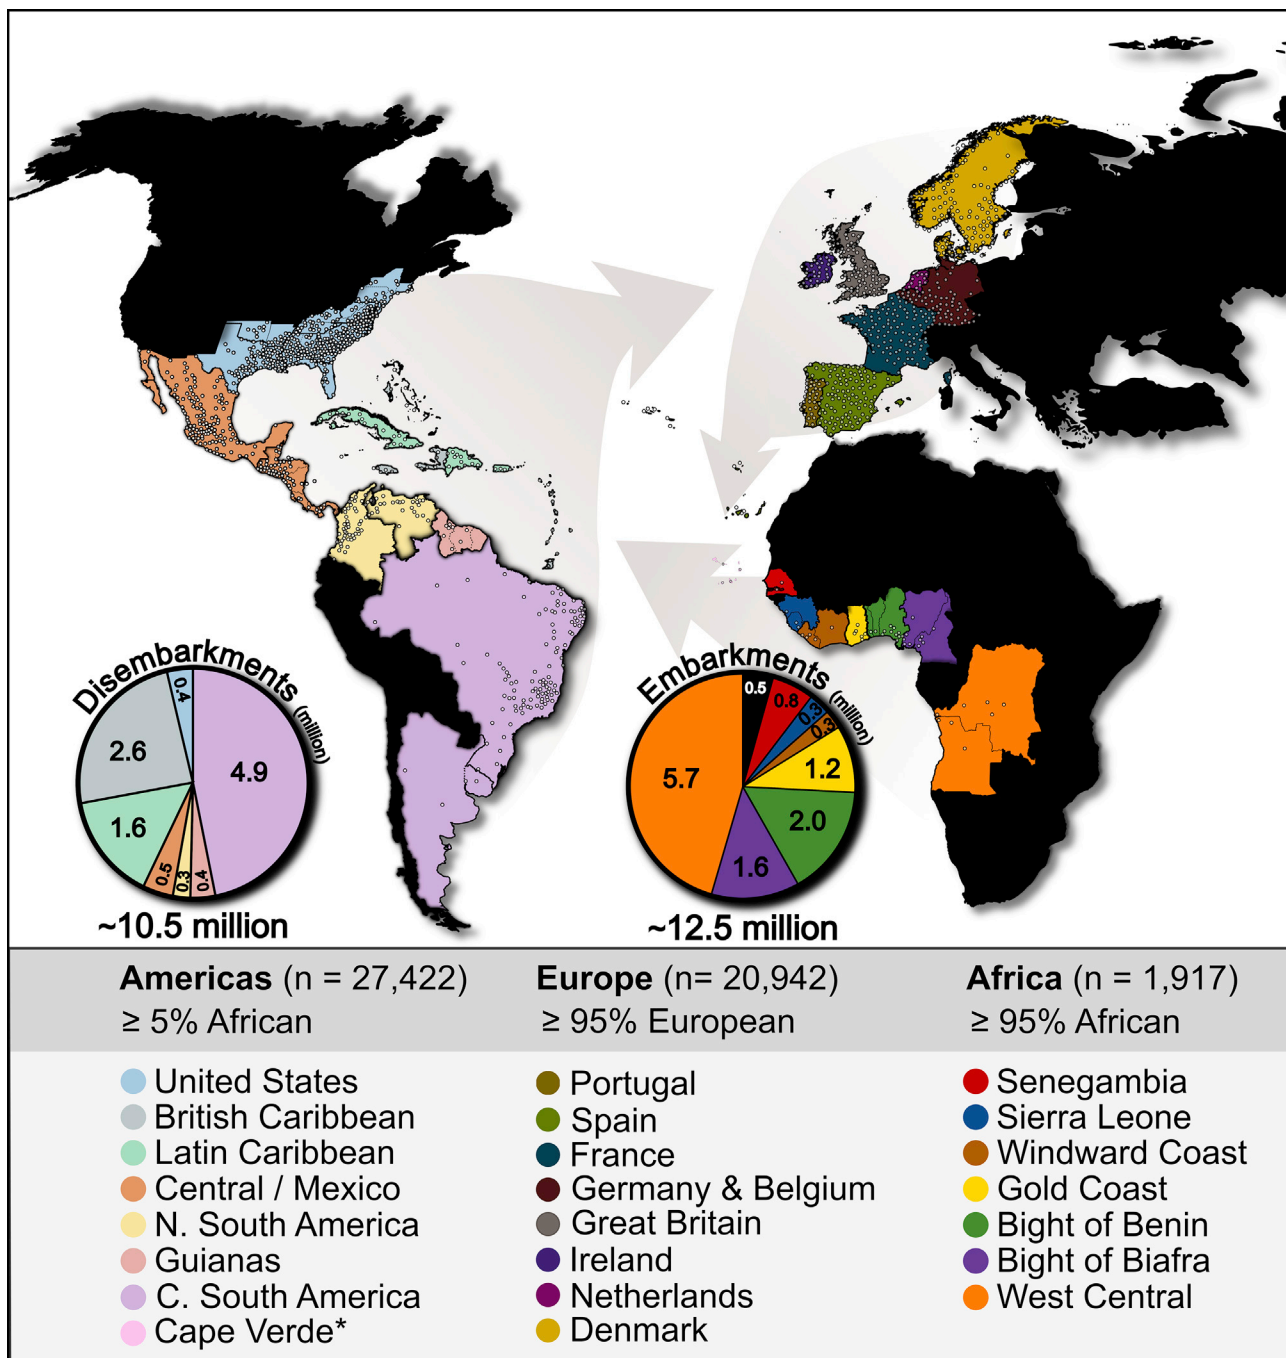 Disembarkments (million)
0.4
2.6
4.9
1.6
0.5
0.3
0.4
~10.5 million
Embarkments (million)
0.5
0.8
0.3
0.3
5.7
1.2
2.0
1.6
~12.5 million
Americas (n = 27,422)
≥ 5% African
United States
British Caribbean
Latin Caribbean
Central / Mexico
N. South America
Guianas
C. South America
Cape Verde*
Europe (n= 20,942)
≥ 95% European
Portugal
Spain
France
Germany & Belgium
Great Britain
Ireland
Netherlands
Denmark
Africa (n = 1,917)
≥ 95% African
Senegambia
Sierra Leone
Windward Coast
Gold Coast
Bight of Benin
Bight of Biafra
West Central